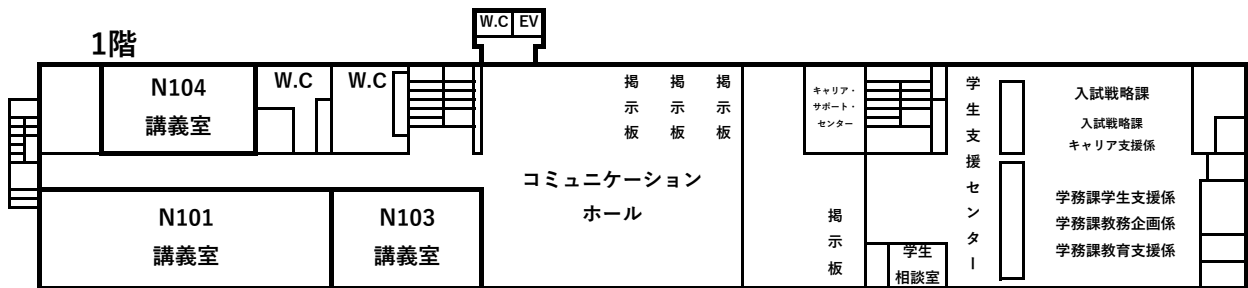 1階
W.C
EV
N104
講義室
W.C
W.C
掲示板
掲示板
掲示板
キャリア・
サポート・
センター
学生支援センター
入試戦略課
入試戦略課
キャリア支援係
コミュニケーション
ホール
N101
講義室
N103
講義室
掲示板
学生
相談室
学務課学生支援係
学務課教務企画係
学務課教育支援係